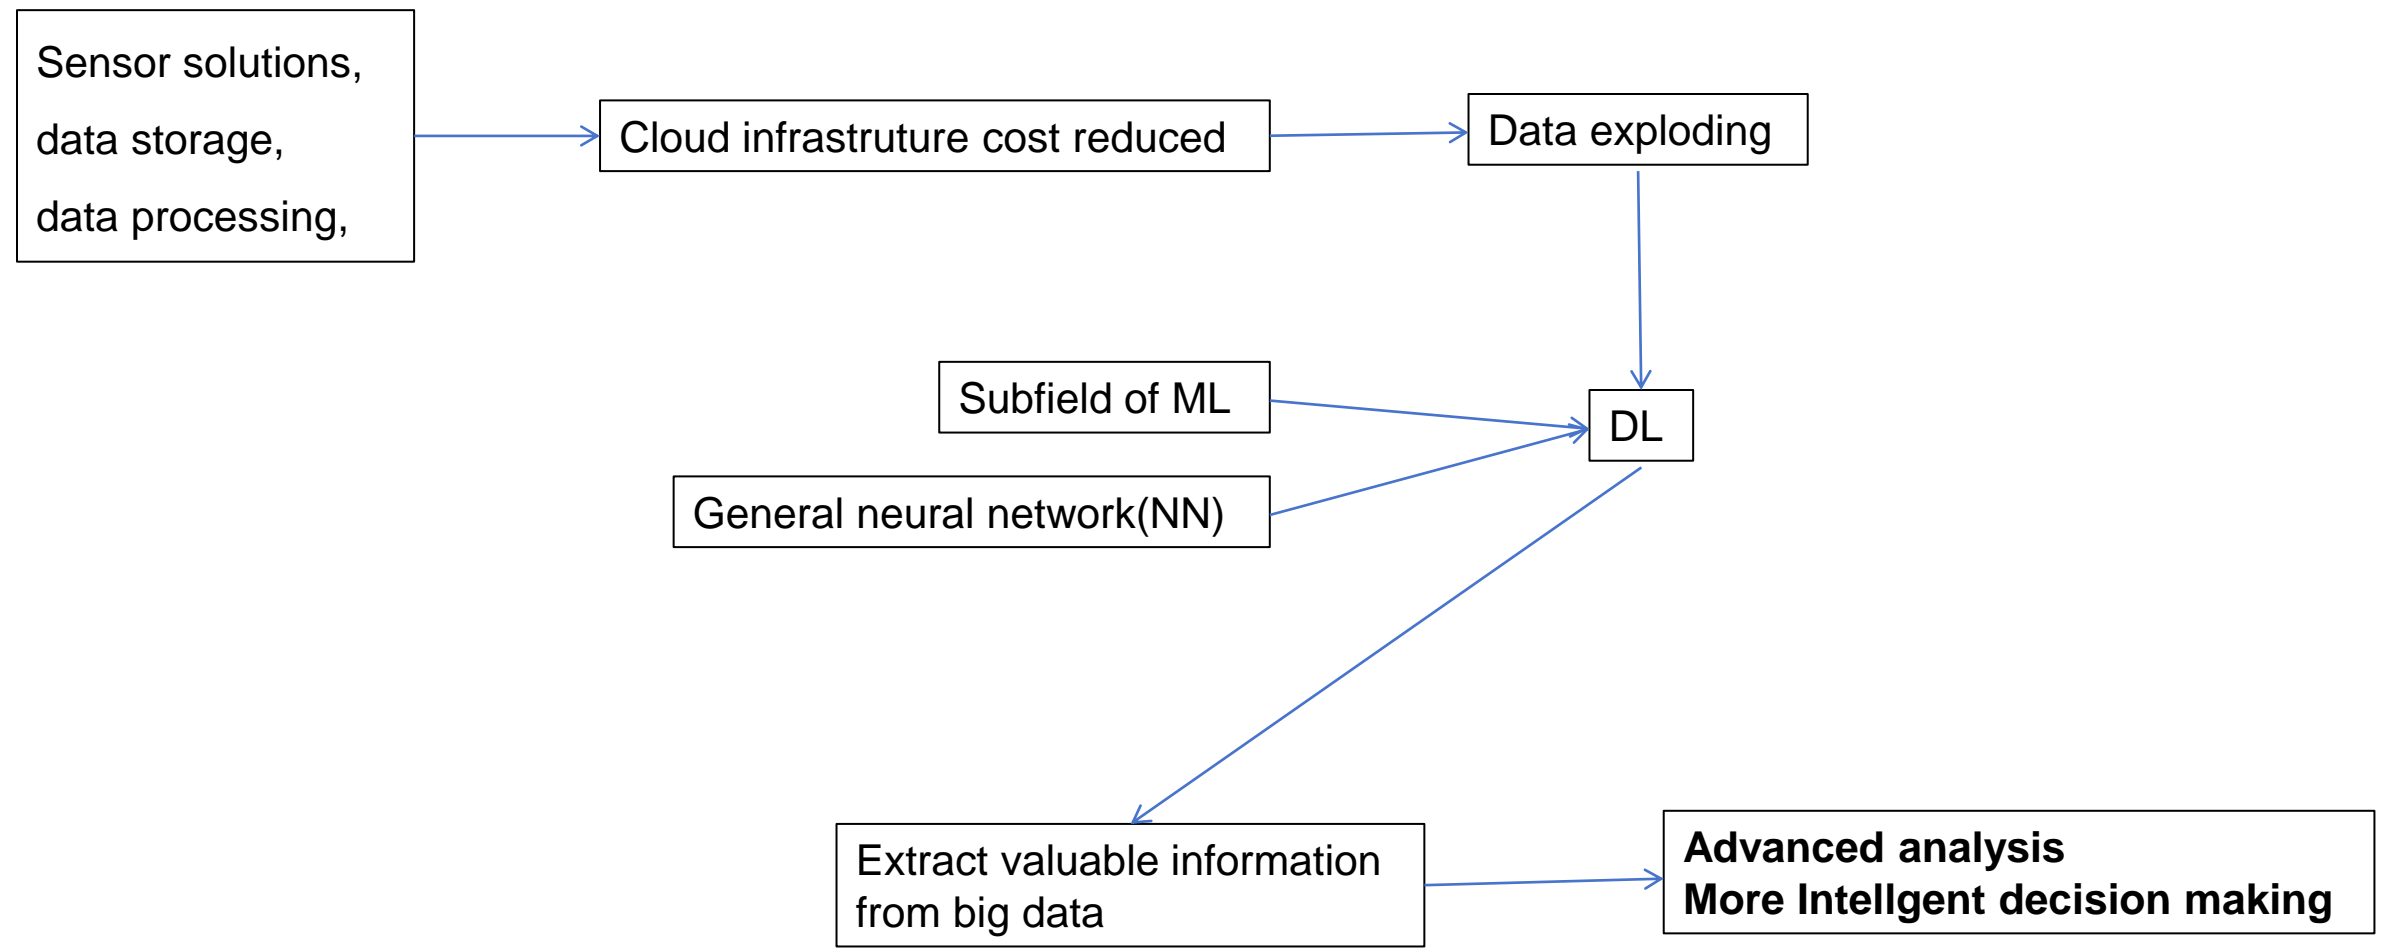 Sensor solutions,
data storage,
data processing,
Cloud infrastruture cost reduced
Data exploding
Subfield of ML
DL
General neural network(NN)
Extract valuable information
from big data
Advanced analysis
More Intellgent decision making